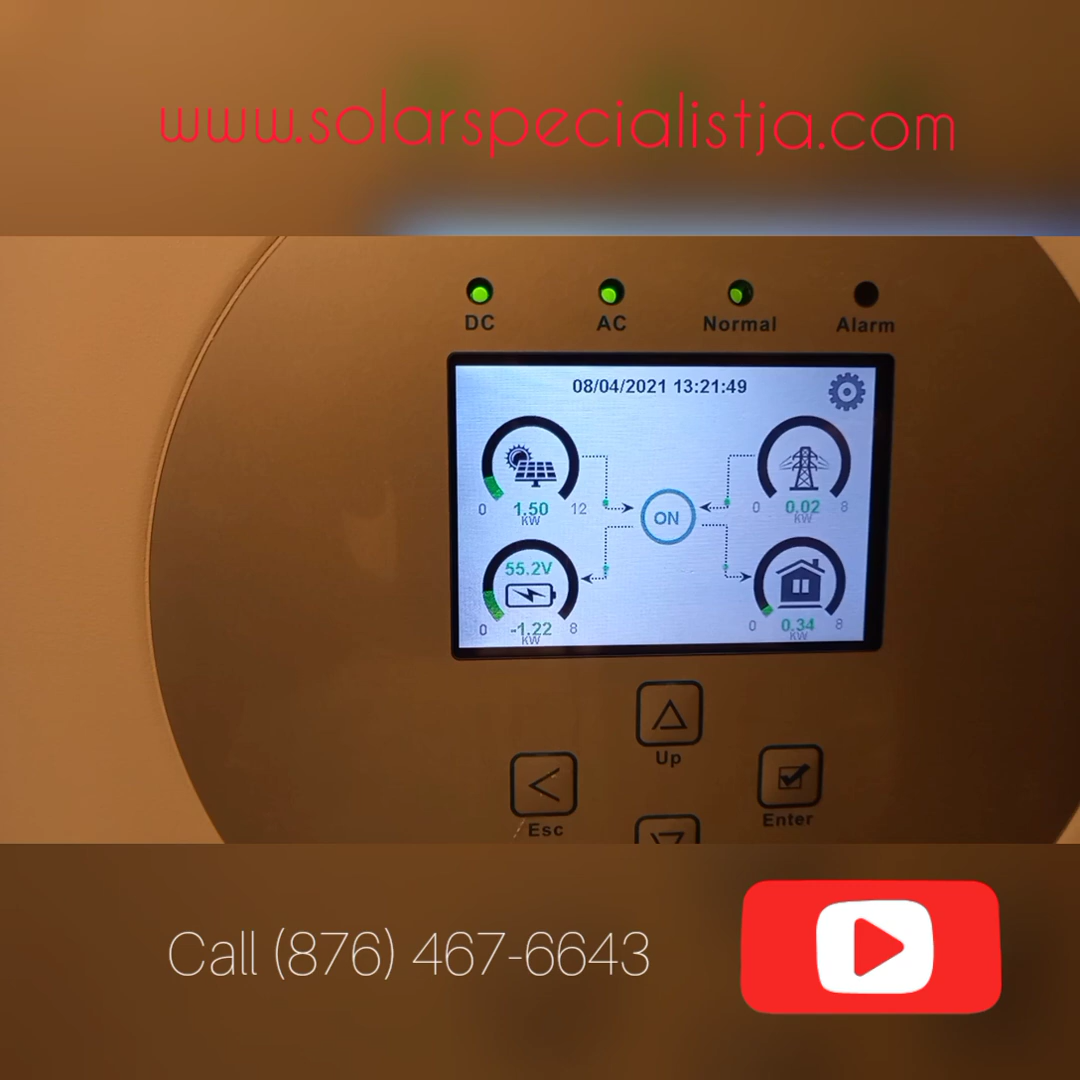 www.solarspecialistja.com
DC AC Normal Alarm
08/04/2021 13:21:49
0 1.50 12
KW
0 0.02 8
KW
ON
55.2V
0 -1.22 8
KW
0 0.34 8
KW
Up
Esc
Enter
Call (876) 467-6643